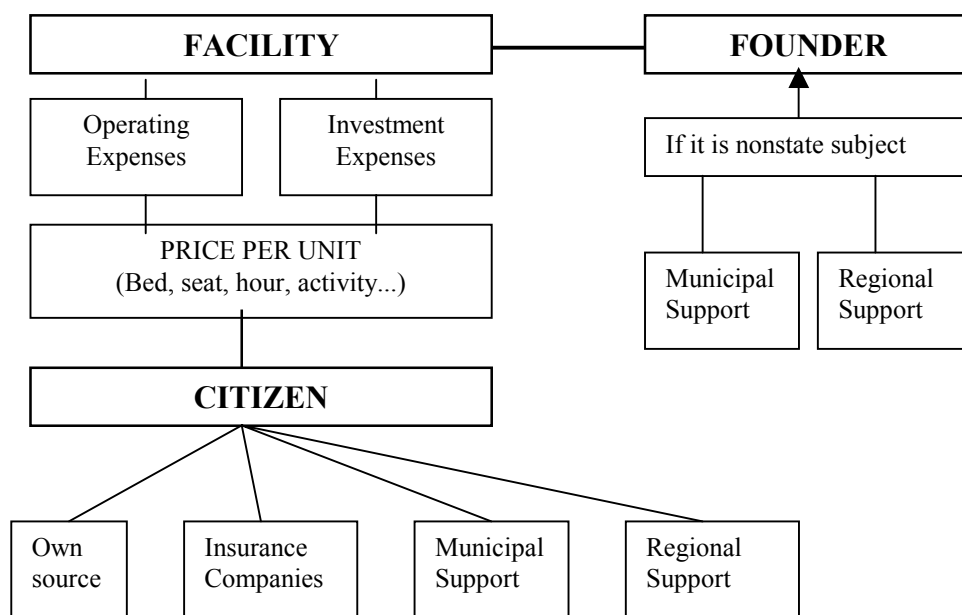 FACILITY
FOUNDER
Operating
Expenses
Investment
Expenses
If it is nonstate subject
PRICE PER UNIT
(Bed, seat, hour, activity...)
Municipal
Support
Regional
Support
CITIZEN
Own
source
Insurance
Companies
Municipal
Support
Regional
Support